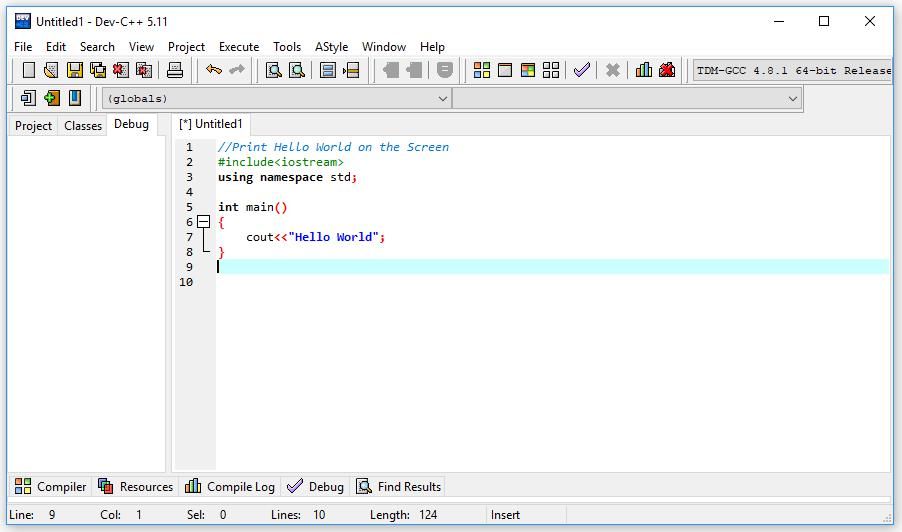 Untitled1 - Dev-C++ 5.11
File Edit Search View Project Execute Tools AStyle Window Help
TDM-GCC 4.8.1 64-bit Release
(globals)
Project Classes Debug [*] Untitled1
1 //Print Hello World on the Screen
2 #include<iostream>
3 using namespace std;
4
5 int main()
6 {
7 cout<<"Hello World";
8 }
9
10
Compiler Resources Compile Log Debug Find Results
Line: 9 Col: 1 Sel: 0 Lines: 10 Length: 124 Insert